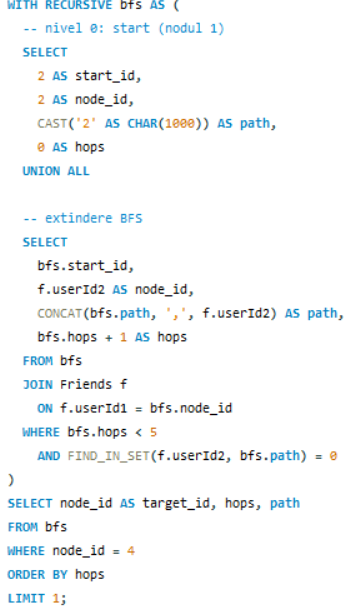 WITH RECURSIVE bfs AS (
-- nivel 0: start (nodul 1)
SELECT
2 AS start_id,
2 AS node_id,
CAST('2' AS CHAR(1000)) AS path,
0 AS hops
UNION ALL
-- extindere BFS
SELECT
bfs.start_id,
f.userId2 AS node_id,
CONCAT(bfs.path, ',', f.userId2) AS path,
bfs.hops + 1 AS hops
FROM bfs
JOIN Friends f
ON f.userId1 = bfs.node_id
WHERE bfs.hops < 5
AND FIND_IN_SET(f.userId2, bfs.path) = 0
)
SELECT node_id AS target_id, hops, path
FROM bfs
WHERE node_id = 4
ORDER BY hops
LIMIT 1;